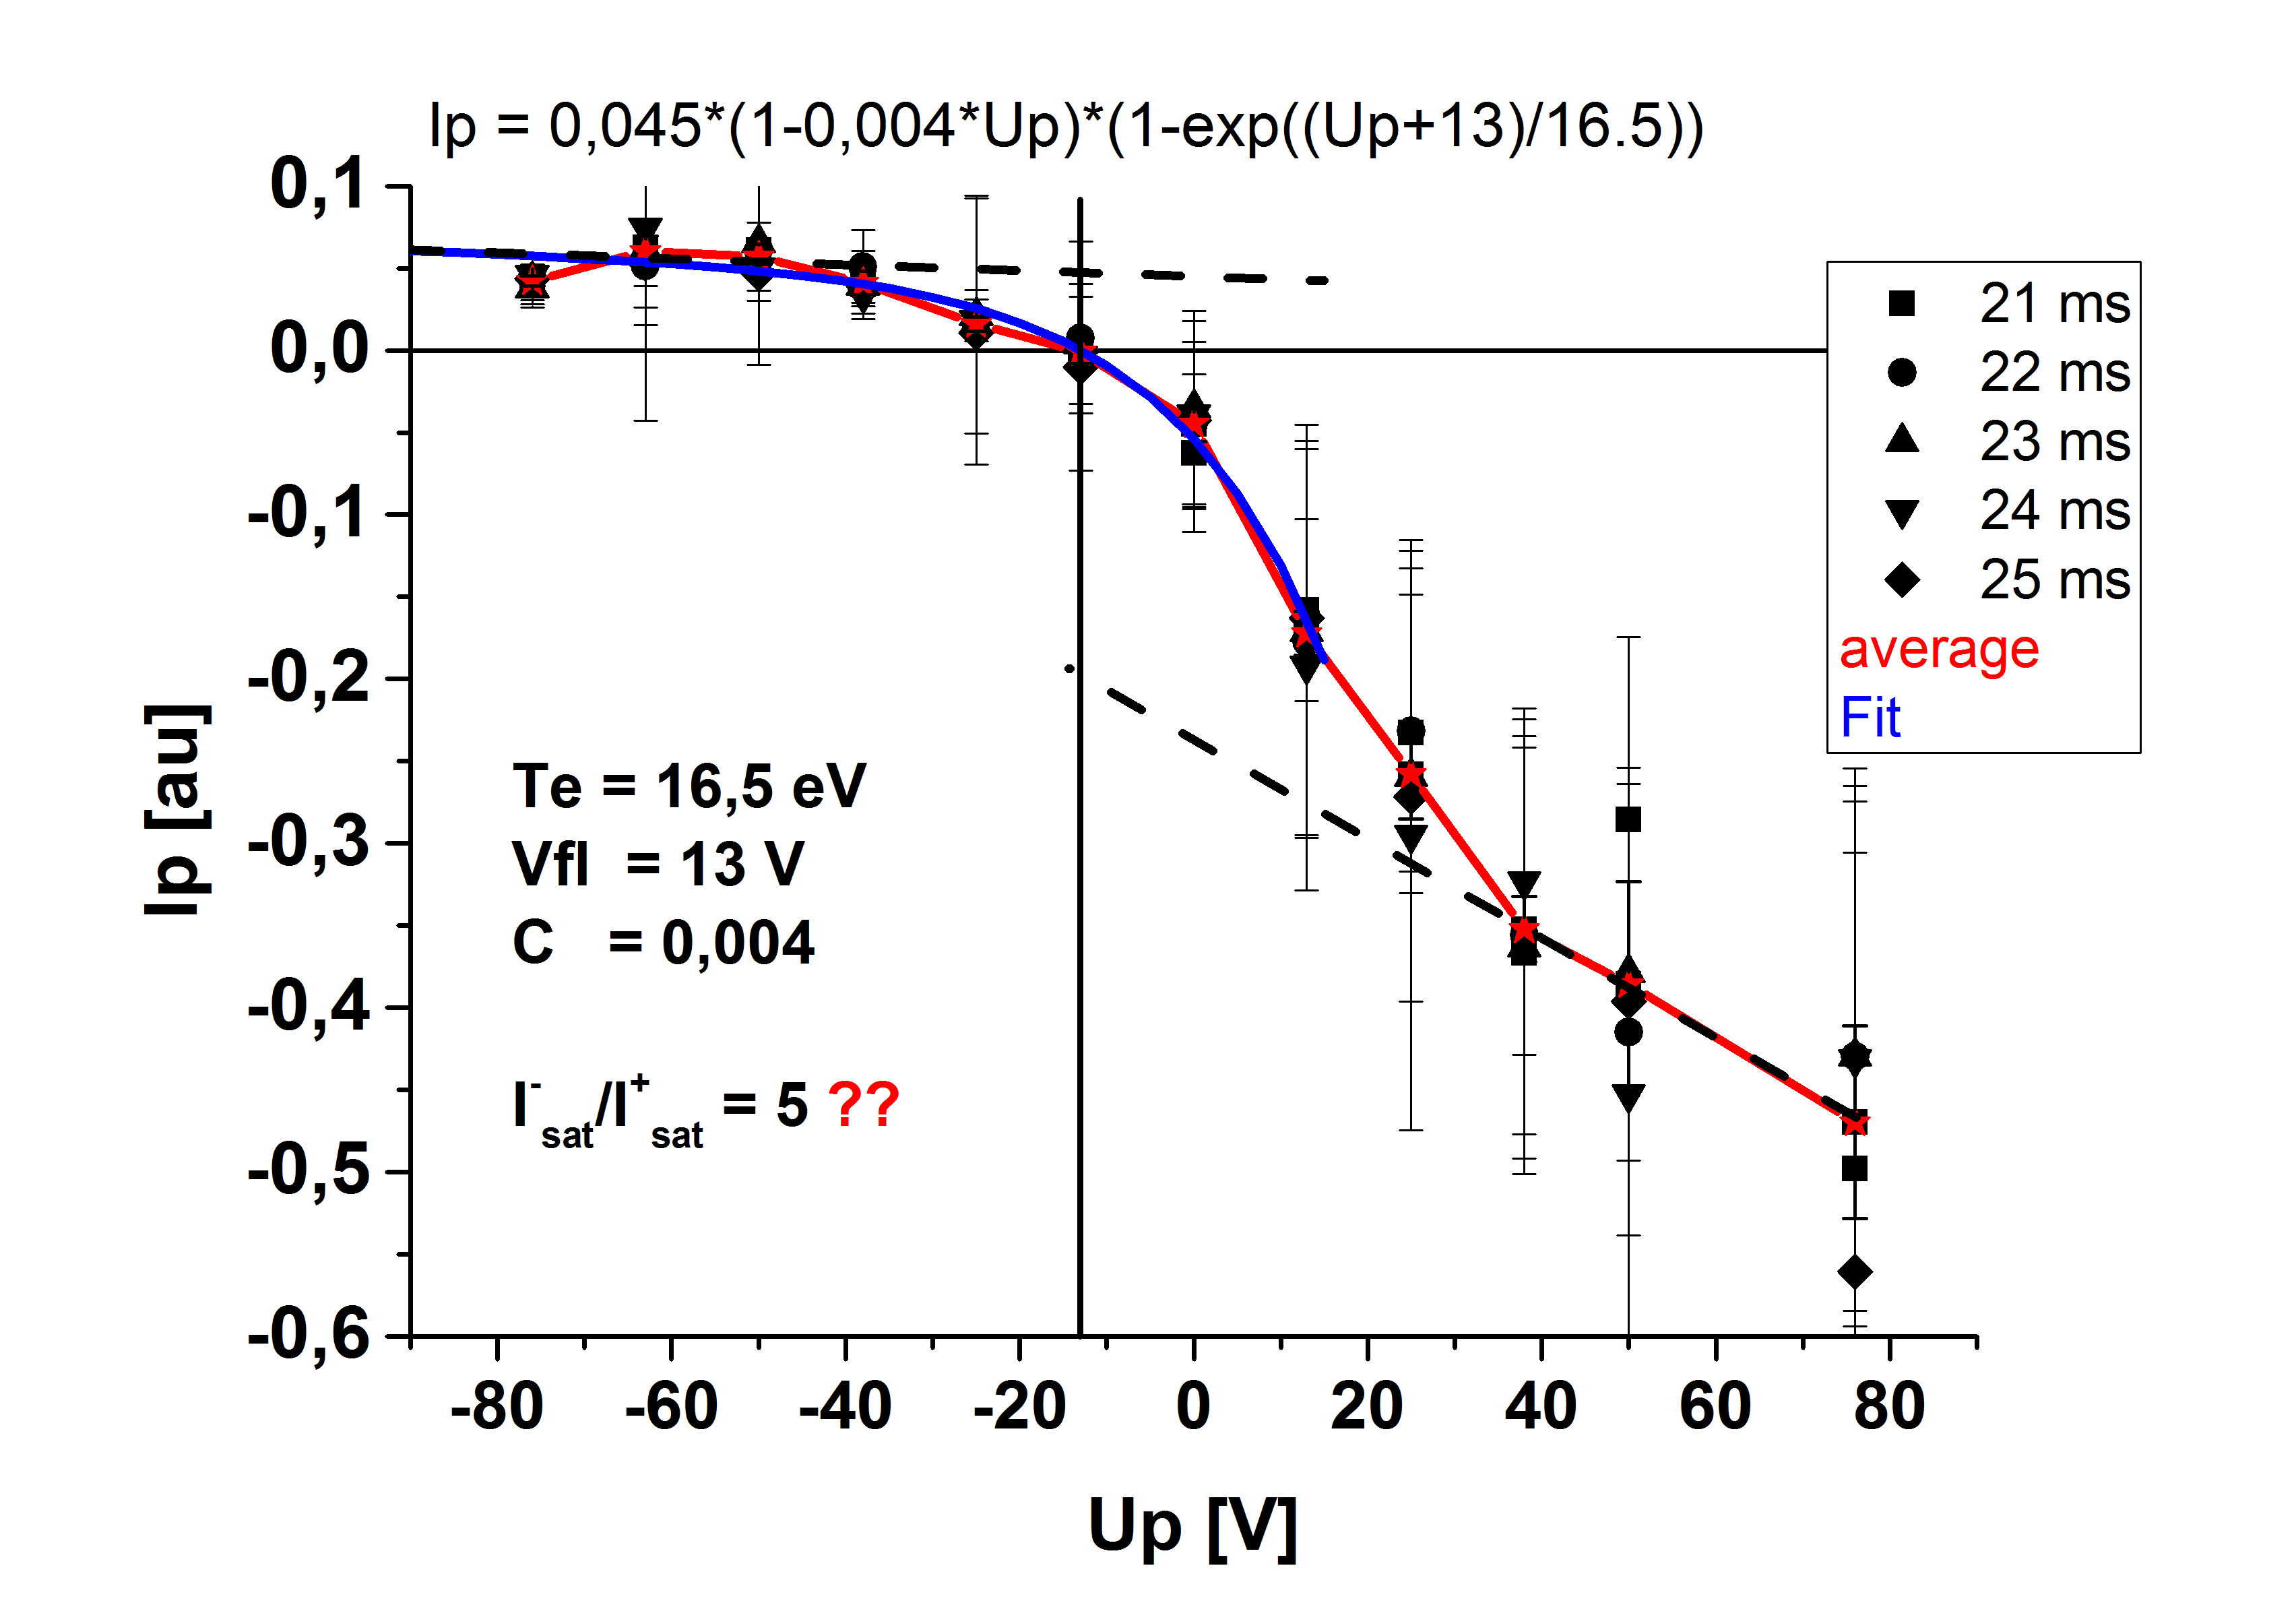 Ip = 0,045*(1-0,004*Up)*(1-exp((Up+13)/16.5))
0,1
0,0
-0,1
-0,2
-0,3
-0,4
-0,5
-0,6
Ip [au]
21 ms
22 ms
23 ms
24 ms
25 ms
average
Fit
Te = 16,5 eV
Vfl = 13 V
C = 0,004
I-sat/I+sat = 5 ??
-80 -60 -40 -20 0 20 40 60 80
Up [V]